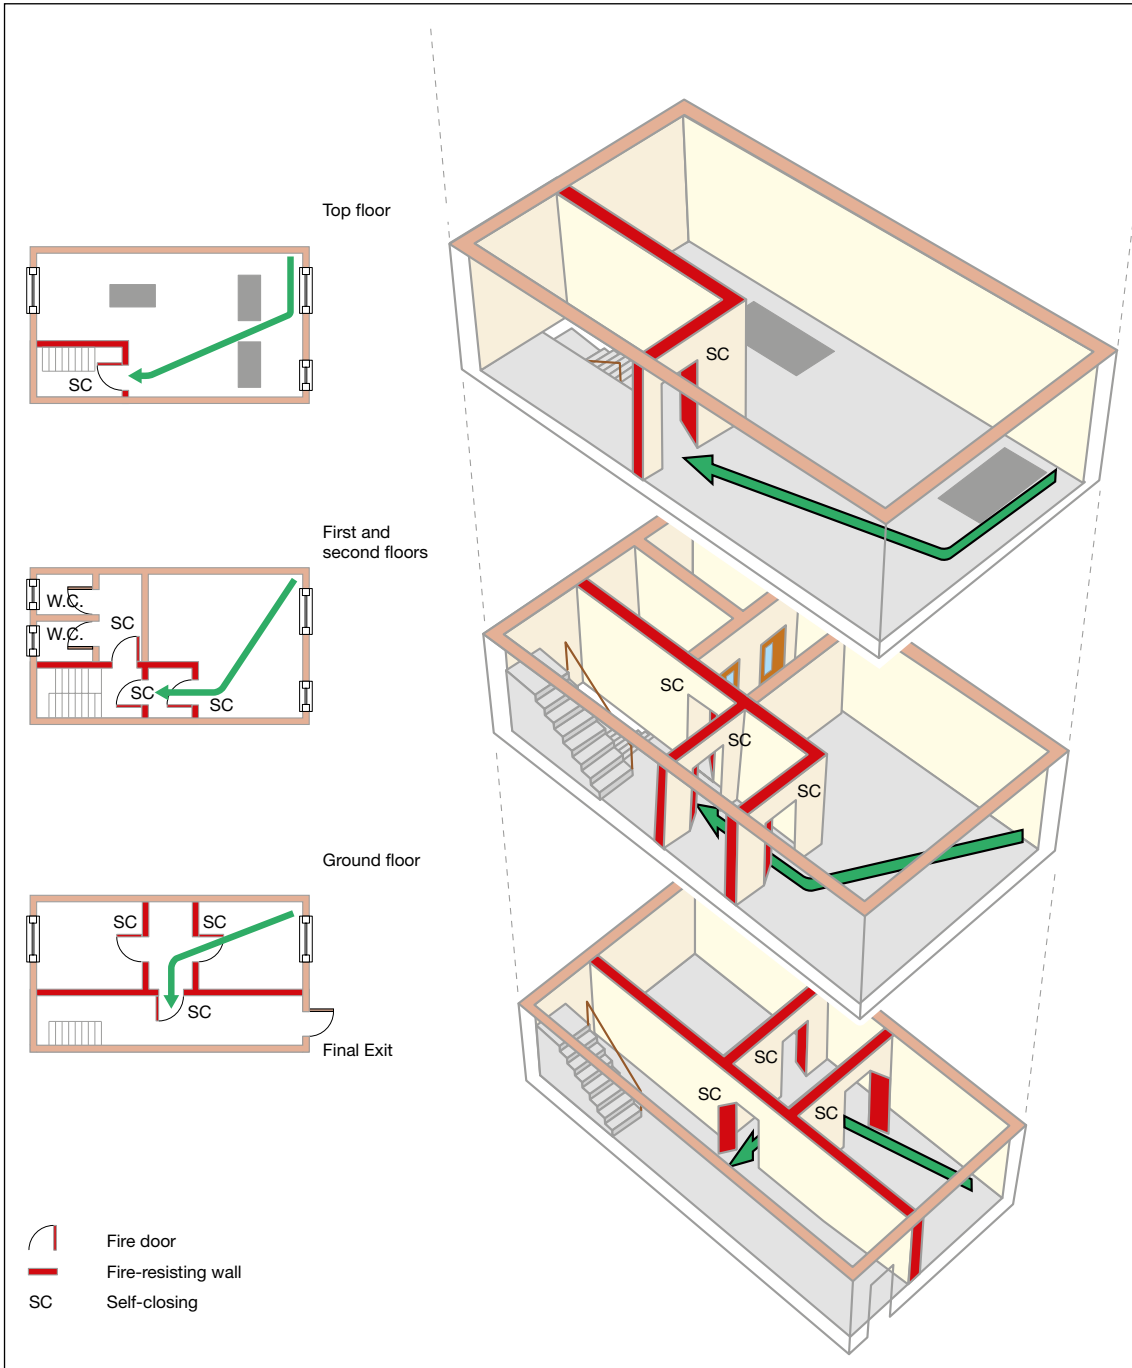 Top floor
SC
SC
First and
second floors
W.C.
SC
W.C.
SC
SC
SC
SC
SC
Ground floor
SC
SC
SC
Final Exit
SC
SC
SC
Fire door
Fire-resisting wall
SC
Self-closing